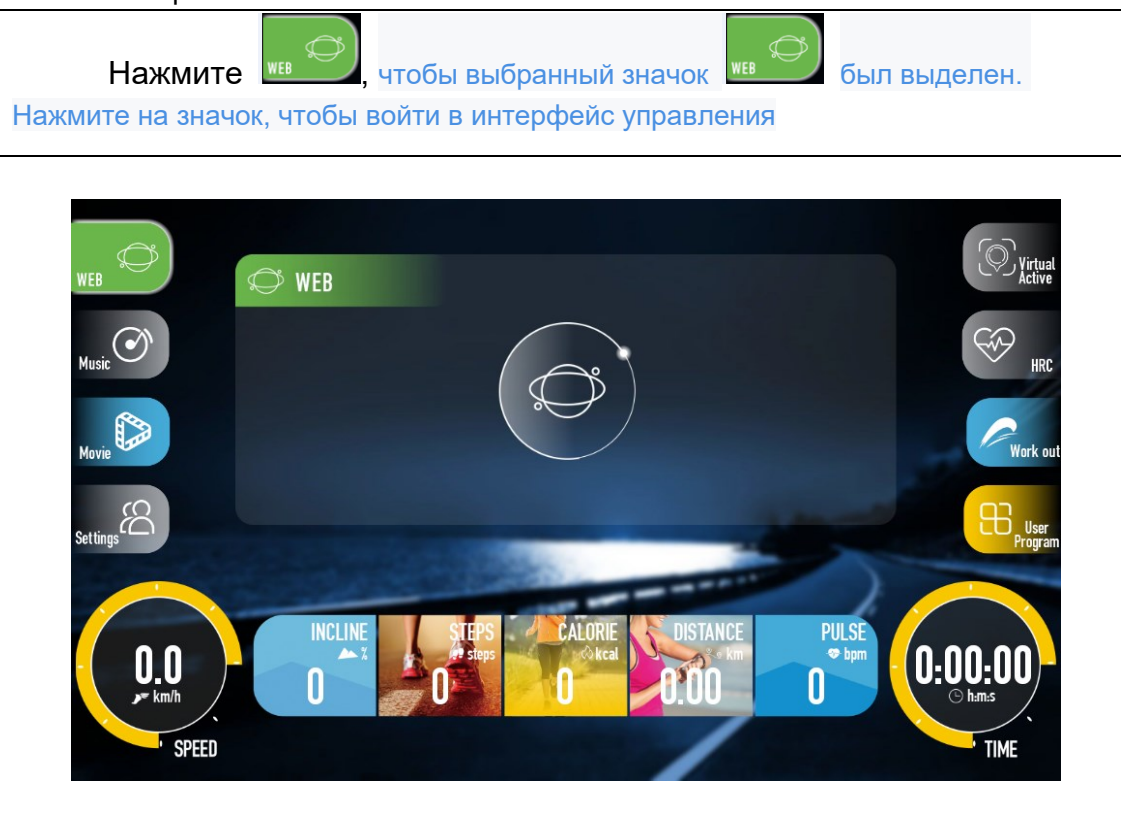 Нажмите WEB, чтобы выбранный значок WEB был выделен.
Нажмите на значок, чтобы войти в интерфейс управления
WEB
WEB
Music
Movie
Settings
Virtual
Active
HRC
Work out
User
Program
0.0
km/h
SPEED
INCLINE
%
0
STEPS
steps
0
CALORIE
kcal
0
DISTANCE
km
0.00
PULSE
bpm
0
0:00:00
h:m:s
TIME